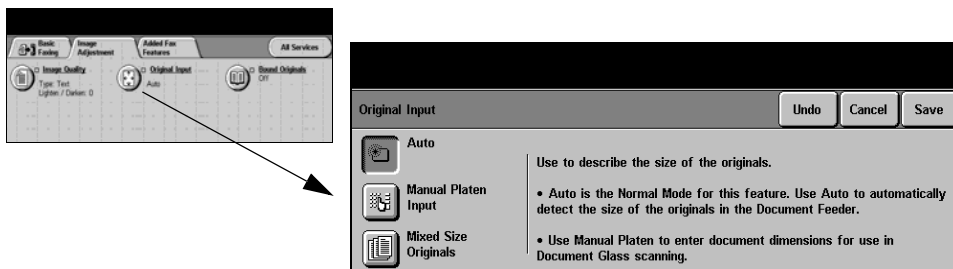 Basic Faxing
Image Adjustment
Added Fax Features
All Services
Image Quality
Type: Text
Lighten / Darken: 0
Original Input
Auto
Bound Originals
Off
Original Input
Undo
Cancel
Save
Auto
Manual Platen
Input
Mixed Size
Originals
Use to describe the size of the originals.
• Auto is the Normal Mode for this feature. Use Auto to automatically
detect the size of the originals in the Document Feeder.
• Use Manual Platen to enter document dimensions for use in
Document Glass scanning.